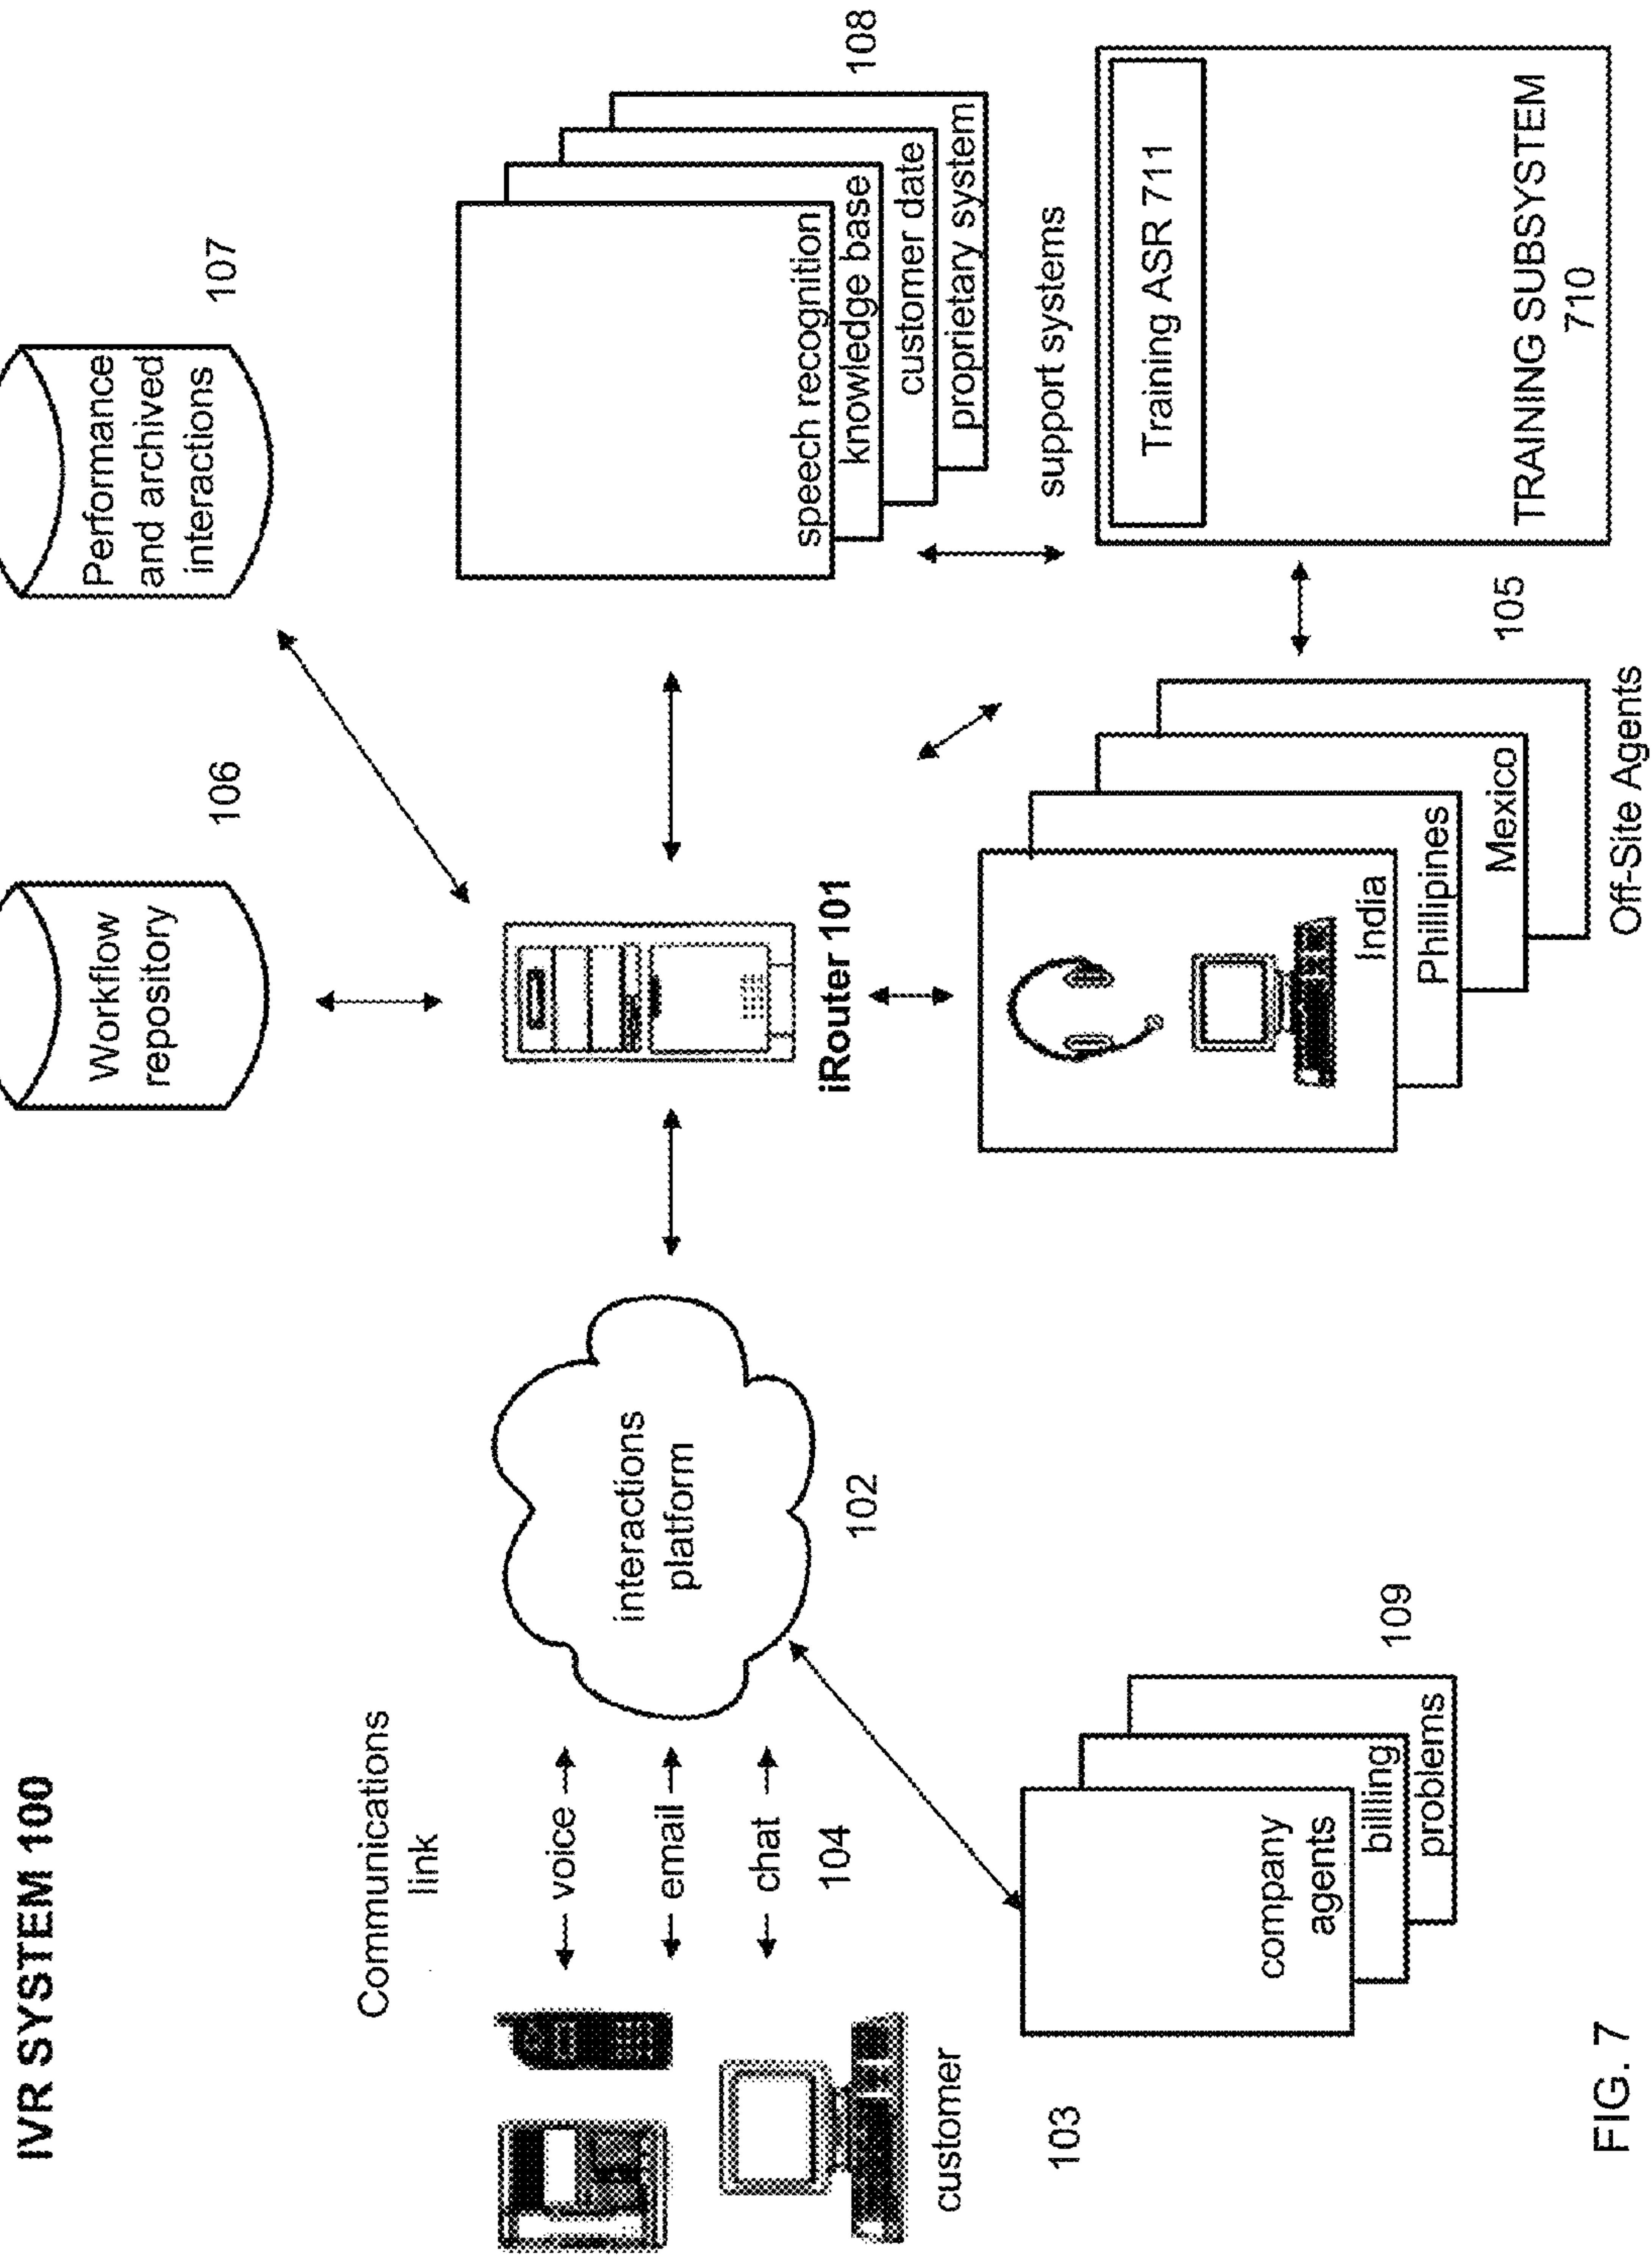 IVR SYSTEM 100
Communications
link
voice
email
chat
104
customer
103
interactions
platform
102
company
agents
billling
problems
109
Workflow
repository
106
Performance
and archived
interactions
107
iRouter 101
speech recognition
knowledge base
customer date
proprietary system
108
support systems
India
Phillipines
Mexico
105
Off-Site Agents
Training ASR 711
TRAINING SUBSYSTEM
710
FIG. 7